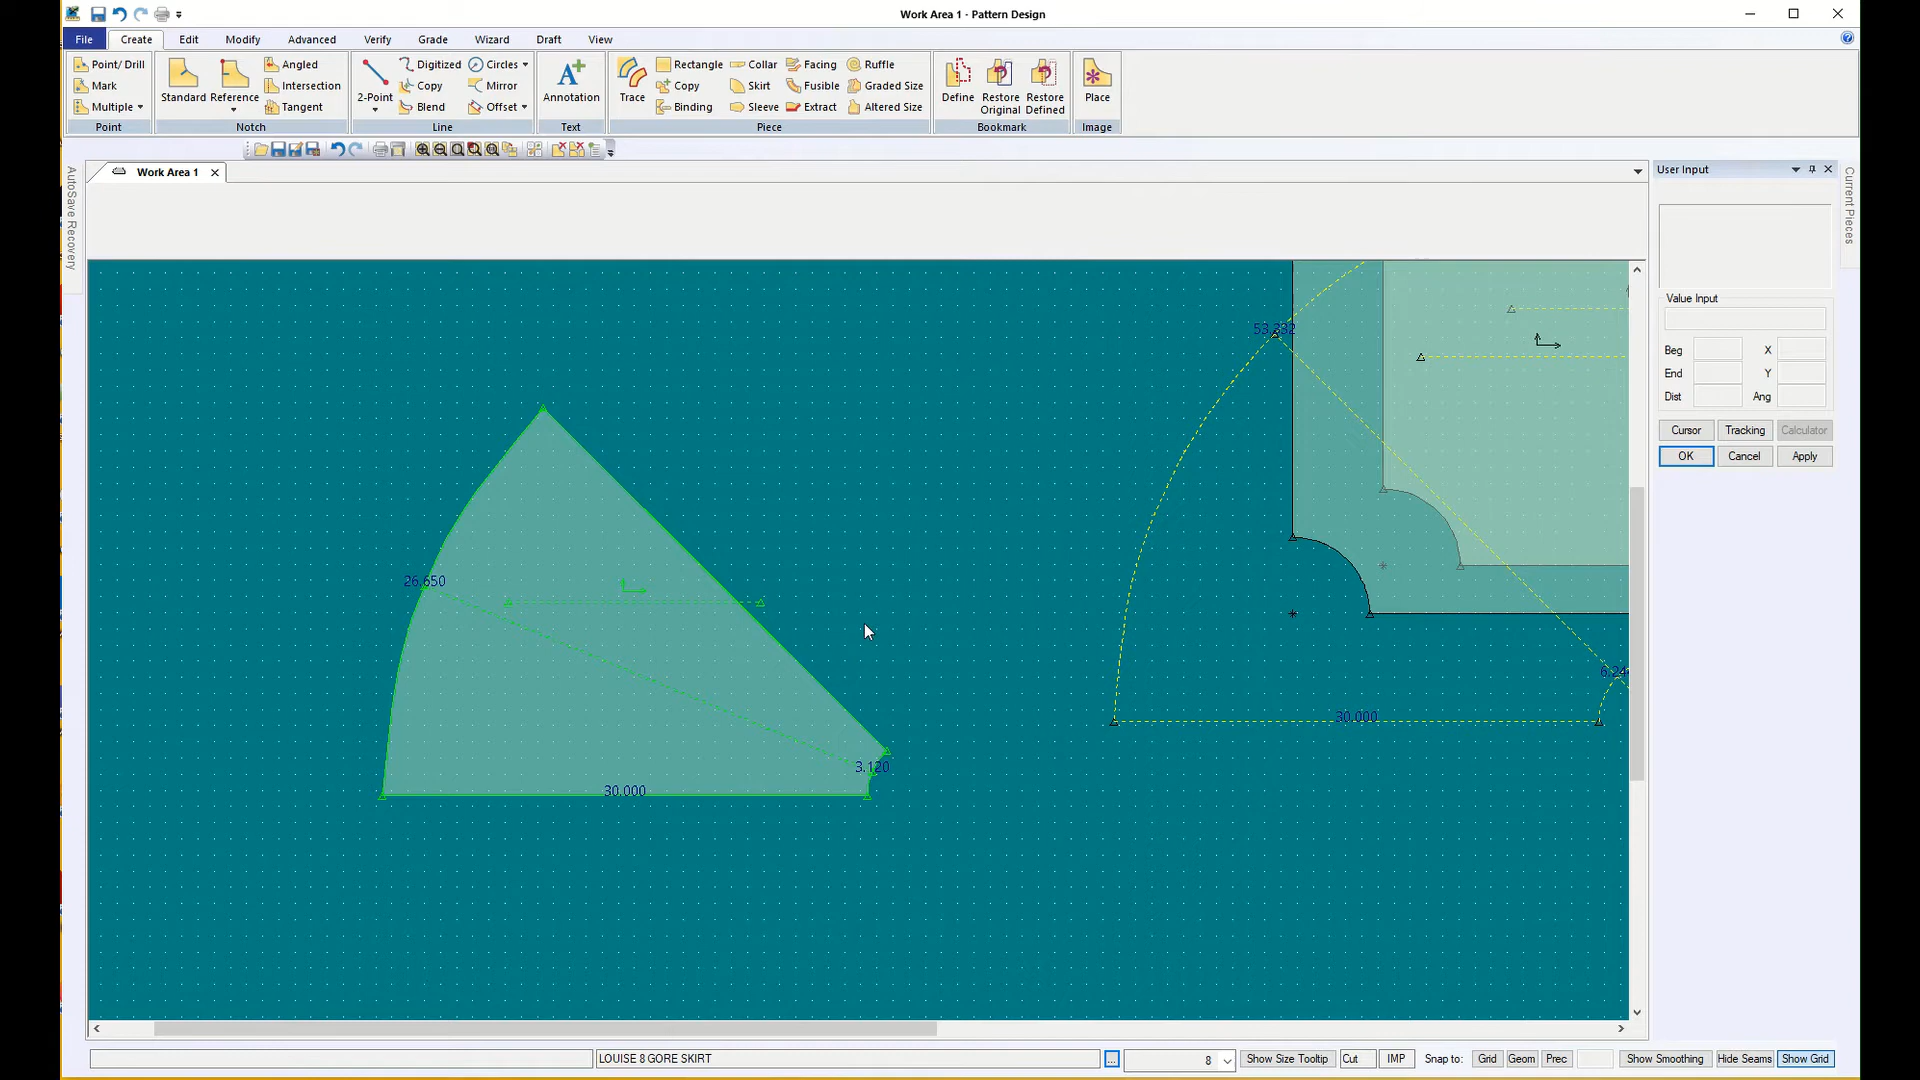 Work Area 1 - Pattern Design
File Create Edit Modify Advanced Verify Grade Wizard Draft View
Point/ Drill
Mark
Multiple
Point
Standard
Reference
Angled
Intersection
Tangent
Notch
2-Point
Digitized
Copy
Blend
Circles
Mirror
Offset
Line
Annotation
Text
Trace
Rectangle
Copy
Binding
Collar
Skirt
Sleeve
Facing
Fusible
Extract
Ruffle
Graded Size
Altered Size
Piece
Define
Restore Original
Restore Defined
Bookmark
Place
Image
AutoSave Recovery
Work Area 1
26.650
3.120
30.000
30.000
User Input
Value Input
Beg X
End Y
Dist Ang
Cursor Tracking Calculator
OK Cancel Apply
Current Pieces
LOUISE 8 GORE SKIRT
...
8
Show Size Tooltip
Cut
IMP
Snap to:
Grid
Geom
Prec
Show Smoothing
Hide Seams
Show Grid